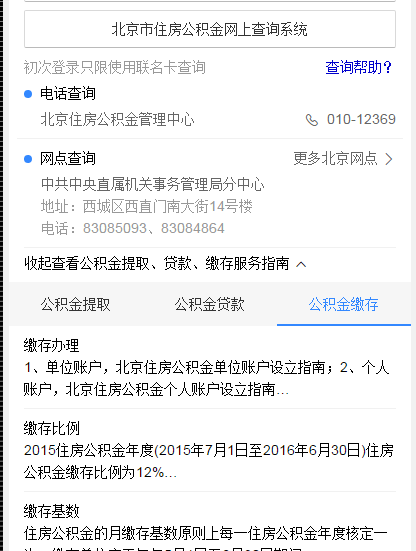 北京市住房公积金网上查询系统
初次登录只限使用联名卡查询 查询帮助?
电话查询
北京住房公积金管理中心 010-12369
网点查询 更多北京网点
中共中央直属机关事务管理局分中心
地址：西城区西直门南大街14号楼
电话：83085093、83084864
收起查看公积金提取、贷款、缴存服务指南
公积金提取 公积金贷款 公积金缴存
缴存办理
1、单位账户，北京住房公积金单位账户设立指南；2、个人
账户，北京住房公积金个人账户设立指南...
缴存比例
2015住房公积金年度(2015年7月1日至2016年6月30日)住房
公积金缴存比例为12%...
缴存基数
住房公积金的月缴存基数原则上每一住房公积金年度核定一